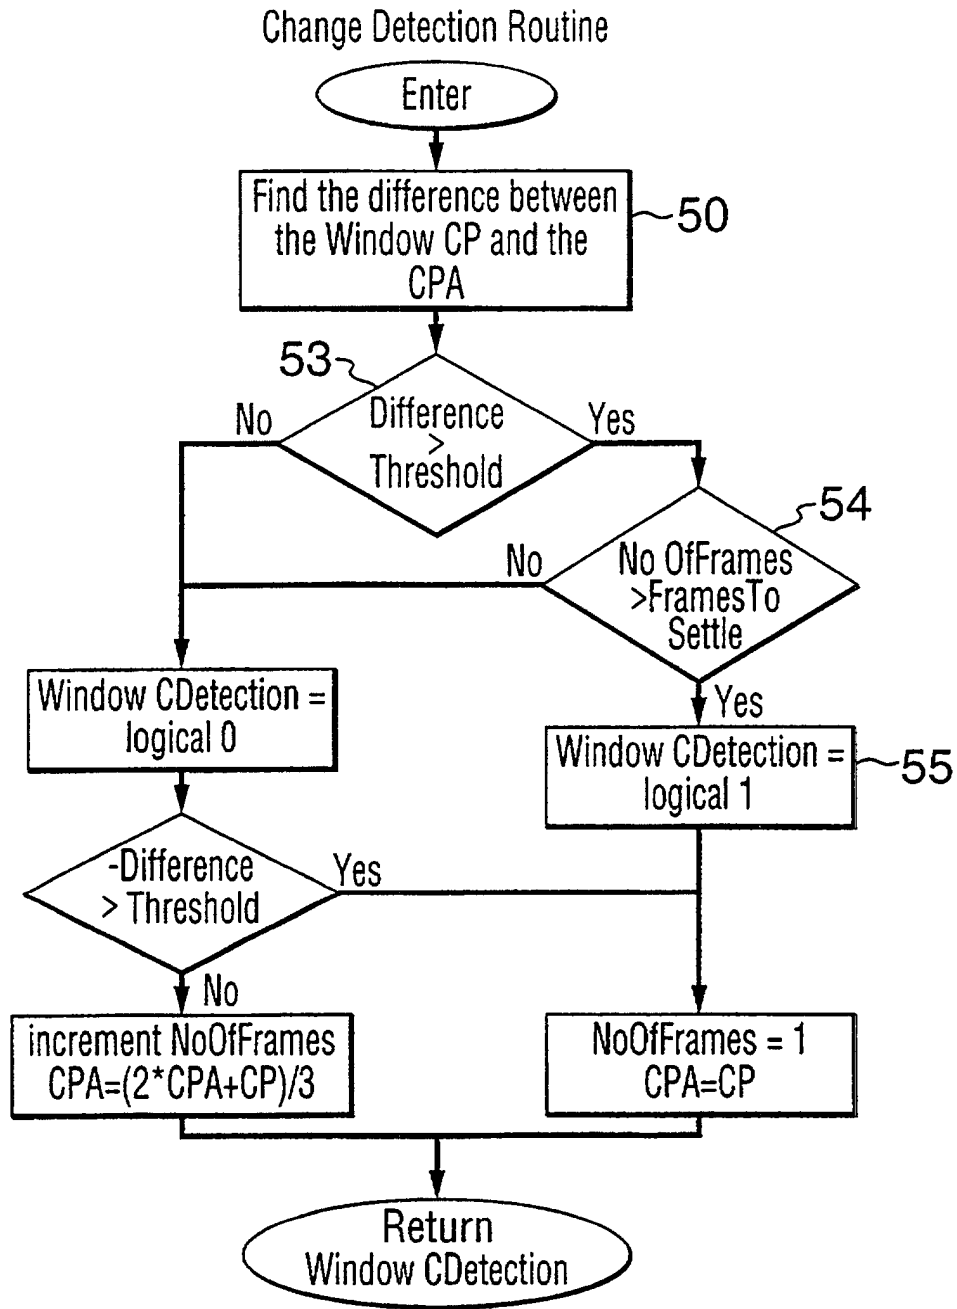 Change Detection Routine
Enter
Find the difference between
the Window CP and the
CPA
50
53
Difference
>
Threshold
No
Yes
54
No OfFrames
>FramesTo
Settle
No
Yes
Window CDetection =
logical 0
Window CDetection =
logical 1
55
-Difference
> Threshold
Yes
No
increment NoOfFrames
CPA=(2*CPA+CP)/3
NoOfFrames = 1
CPA=CP
Return
Window CDetection